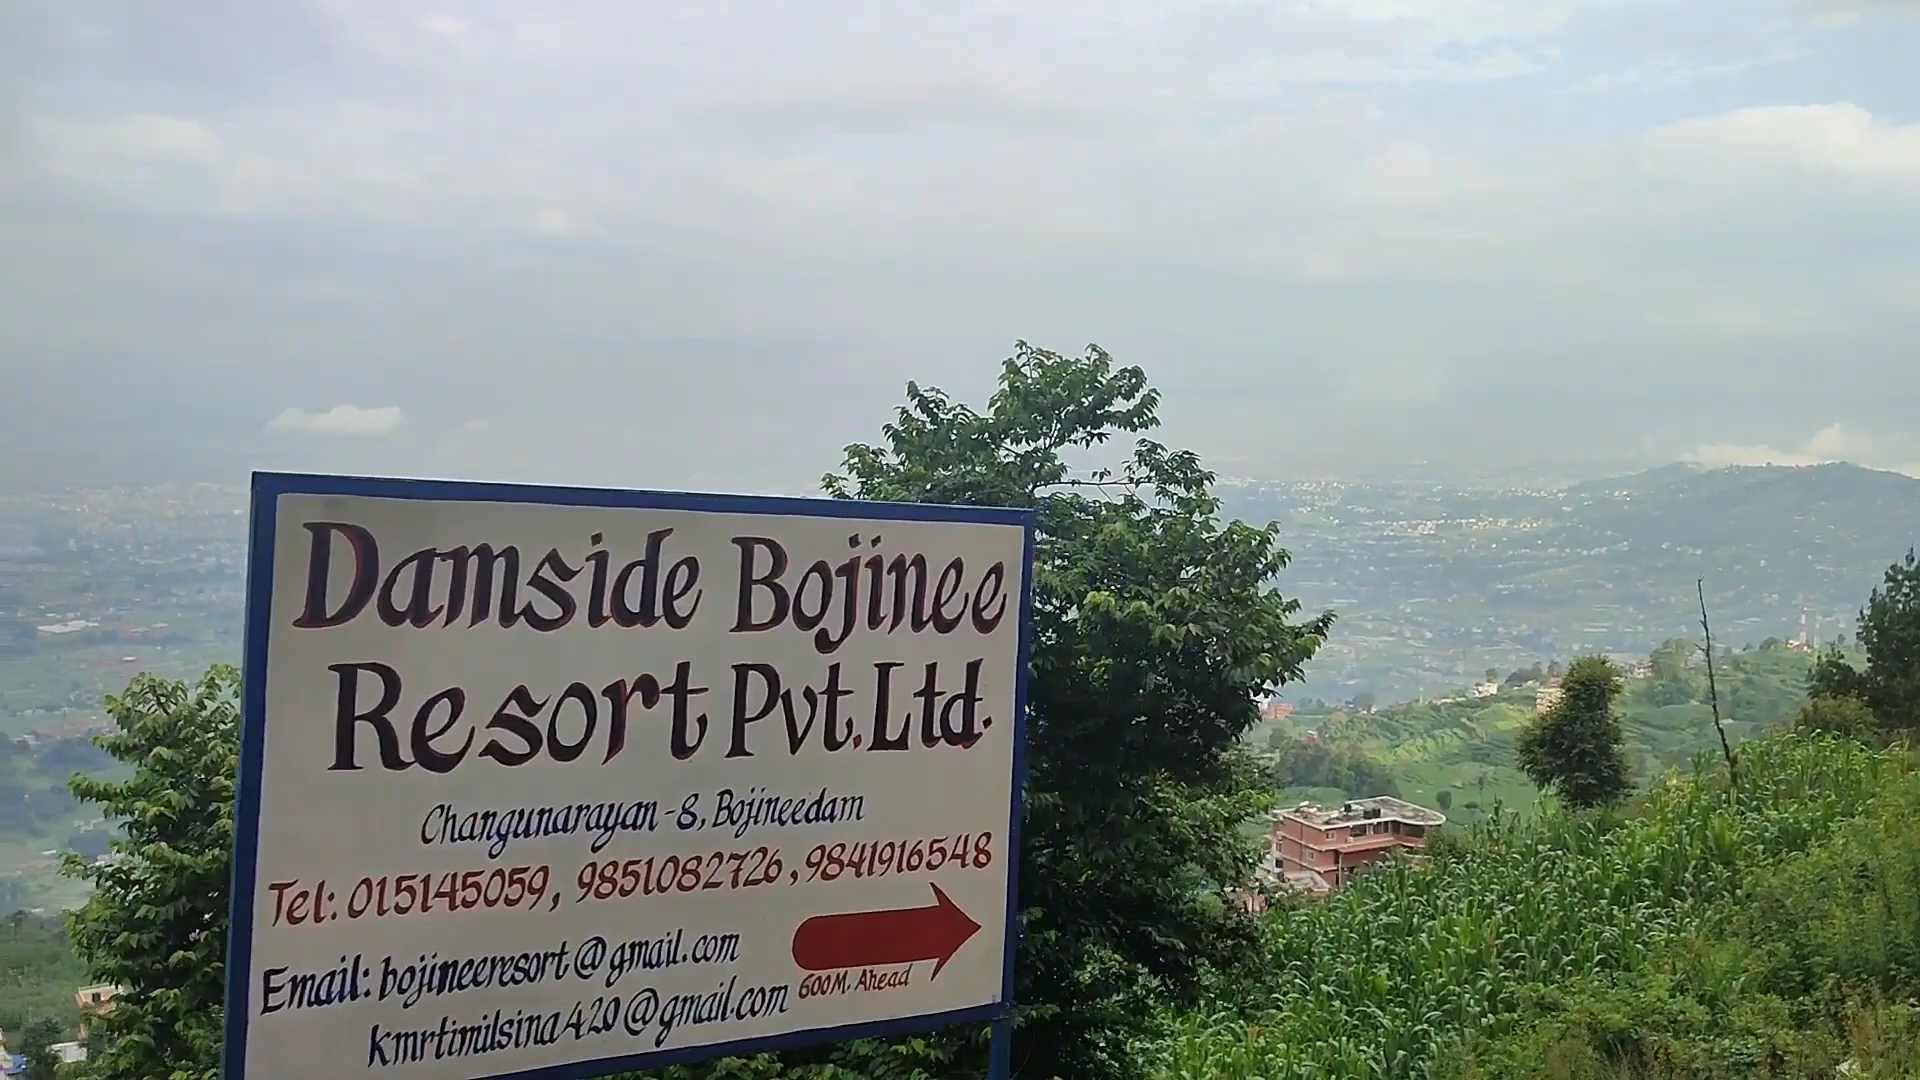 Damside Bojinee
Resort Pvt.Ltd.
Changunarayan-8, Bojineedam
Tel: 015145059, 9851082726, 9841916548
Email: bojineeresort@gmail.com
kmrtimilsina420@gmail.com
600M. Ahead